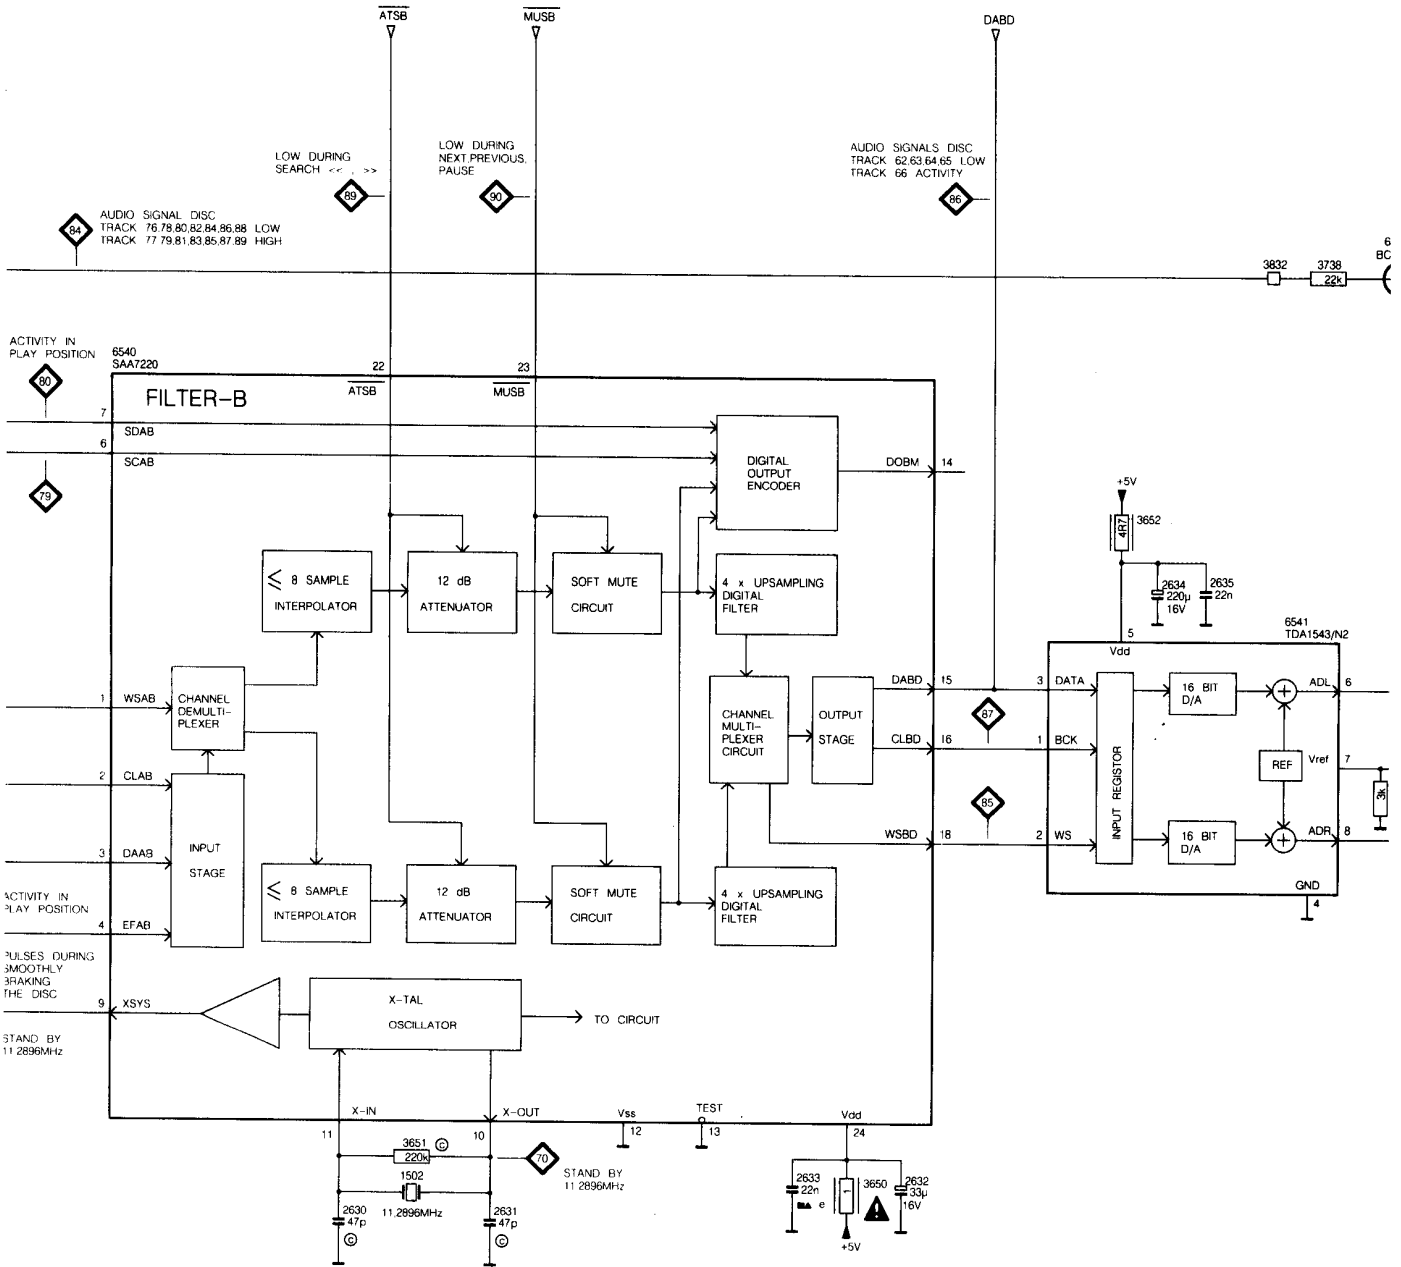 ATSB
MUSB
DABD
LOW DURING
SEARCH << , >>
89
LOW DURING
NEXT,PREVIOUS,
PAUSE
90
AUDIO SIGNALS DISC
TRACK 62,63,64,65 LOW
TRACK 66 ACTIVITY
86
84
AUDIO SIGNAL DISC
TRACK 76,78,80,82,84,86,88 LOW
TRACK 77 79,81,83,85,87,89 HIGH
3832
3738
22k
6
BC
ACTIVITY IN
PLAY POSITION
80
6540
SAA7220
22
23
ATSB
MUSB
FILTER-B
7
SDAB
6
SCAB
79
DIGITAL
OUTPUT
ENCODER
DOBM
14
+5V
4R7
3652
2634
220µ
16V
2635
22n
≤ 8 SAMPLE
INTERPOLATOR
12 dB
ATTENUATOR
SOFT MUTE
CIRCUIT
4 x UPSAMPLING
DIGITAL
FILTER
6541
TDA1543/N2
5
Vdd
1
WSAB
CHANNEL
DEMULTI-
PLEXER
CHANNEL
MULTI-
PLEXER
CIRCUIT
OUTPUT
STAGE
DABD
15
3
DATA
87
CLBD
16
1
BCK
85
WSBD
18
2
WS
INPUT REGISTOR
16 BIT
D/A
ADL
6
REF
Vref
7
3k
16 BIT
D/A
ADR
8
GND
4
2
CLAB
3
DAAB
INPUT
STAGE
ACTIVITY IN
PLAY POSITION
4
EFAB
≤ 8 SAMPLE
INTERPOLATOR
12 dB
ATTENUATOR
SOFT MUTE
CIRCUIT
4 x UPSAMPLING
DIGITAL
FILTER
PULSES DURING
SMOOTHLY
BRAKING
THE DISC
9
XSYS
X-TAL
OSCILLATOR
TO CIRCUIT
STAND BY
11 2896MHz
X-IN
X-OUT
Vss
TEST
Vdd
11
10
12
13
24
3651 ©
220k
70
STAND BY
11 2896MHz
1502
11,2896MHz
2630
47p
©
2631
47p
©
2633
22n
e
1
3650
2632
33µ
16V
+5V